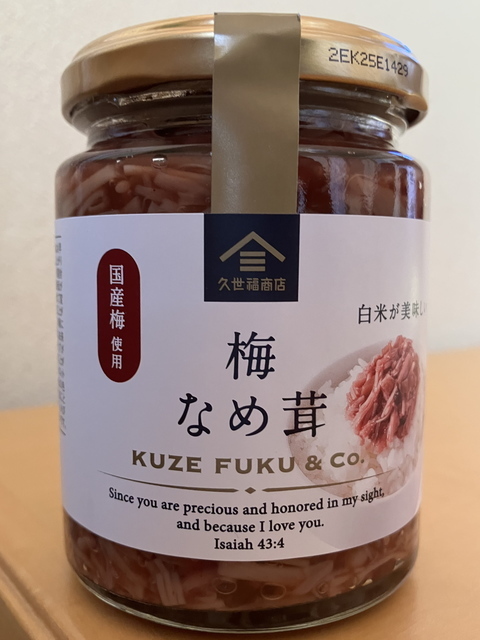 2EK25E1429
久世福商店
国産梅使用
白米が美味し
梅
なめ茸
KUZE FUKU & Co.
Since you are precious and honored in my sight,
and because I love you.
Isaiah 43:4